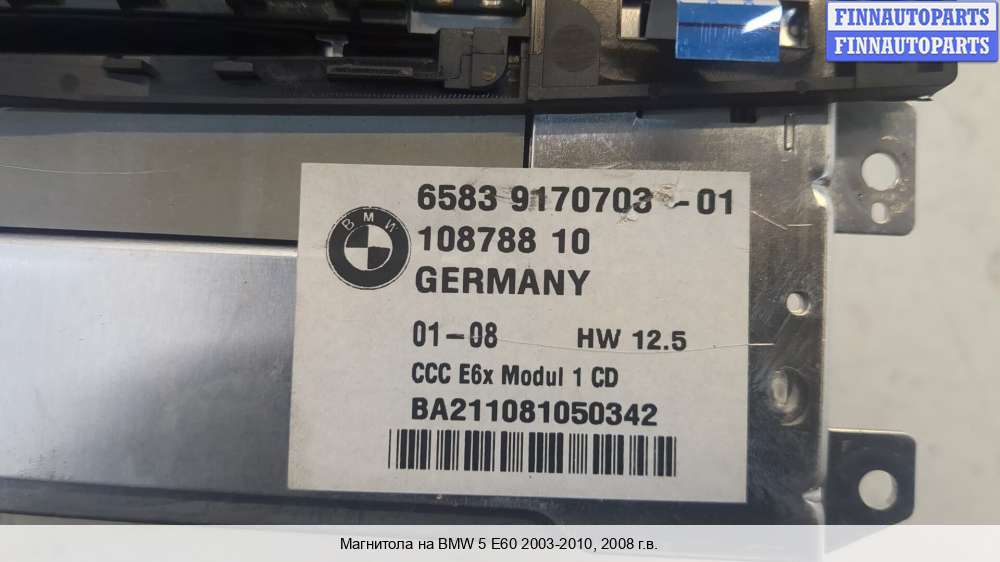 FINNAUTOPARTS
FINNAUTOPARTS
6583 9170703 -01
BMW
108788 10
GERMANY
01-08 HW 12.5
CCC E6x Modul 1 CD
BA211081050342
Магнитола на BMW 5 E60 2003-2010, 2008 г.в.